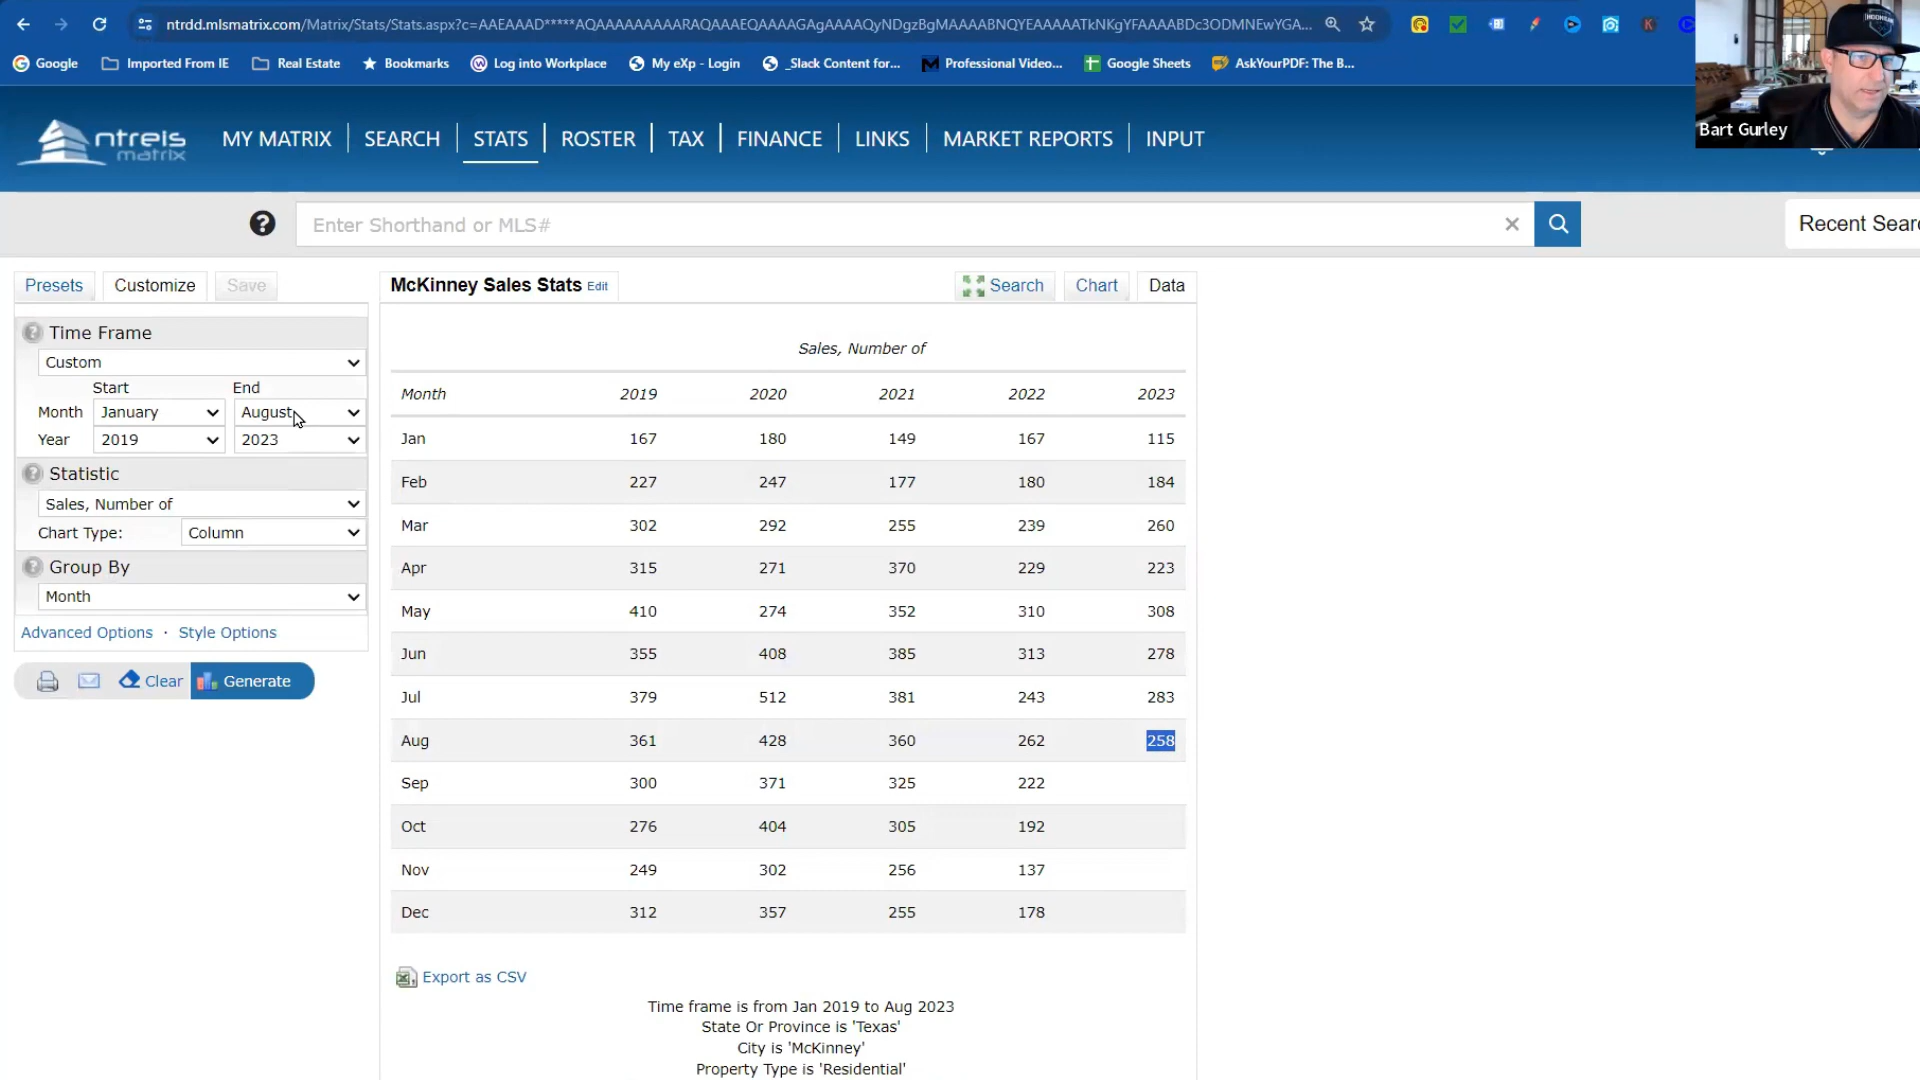 ntrdd.mlsmatrix.com/Matrix/Stats/Stats.aspx?c=AAEAAAD*****AQAAAAAAAAARAQAAAEQAAAAGAgAAAAQyNDgzBgMAAAABNQYEAAAAATkNKgYFAAAABDc3ODMNEwYGA...
Google Imported From IE Real Estate Bookmarks Log into Workplace My eXp - Login _Slack Content for... Professional Video... Google Sheets AskYourPDF: The B...
Bart Gurley
ntreis matrix
MY MATRIX SEARCH STATS ROSTER TAX FINANCE LINKS MARKET REPORTS INPUT
Enter Shorthand or MLS#
Recent Sear
Presets Customize Save
Time Frame
Custom
Start End
Month January August
Year 2019 2023
Statistic
Sales, Number of
Chart Type: Column
Group By
Month
Advanced Options · Style Options
Clear Generate
McKinney Sales Stats Edit Search Chart Data
Sales, Number of
Month 2019 2020 2021 2022 2023
Jan 167 180 149 167 115
Feb 227 247 177 180 184
Mar 302 292 255 239 260
Apr 315 271 370 229 223
May 410 274 352 310 308
Jun 355 408 385 313 278
Jul 379 512 381 243 283
Aug 361 428 360 262 258
Sep 300 371 325 222
Oct 276 404 305 192
Nov 249 302 256 137
Dec 312 357 255 178
Export as CSV
Time frame is from Jan 2019 to Aug 2023
State Or Province is 'Texas'
City is 'McKinney'
Property Type is 'Residential'